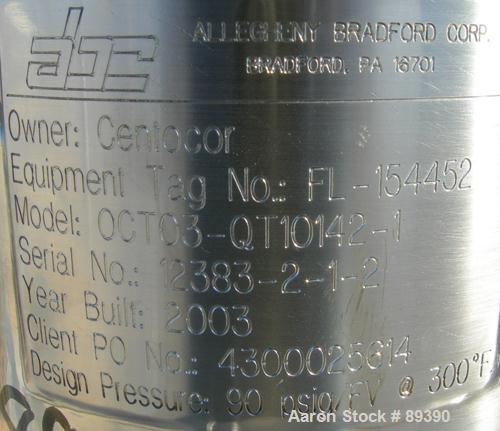 abc
ALLEGHENY BRADFORD CORP.
BRADFORD, PA 16701
Owner: Centocor
Equipment Tag No.: FL-154452
Model: OCT03-QT10142-1
Serial No.: 12383-2-1-2
Year Built: 2003
Client PO No.: 4300025614
Design Pressure: 90 psig/FV @ 300°F
Aaron Stock # 89390